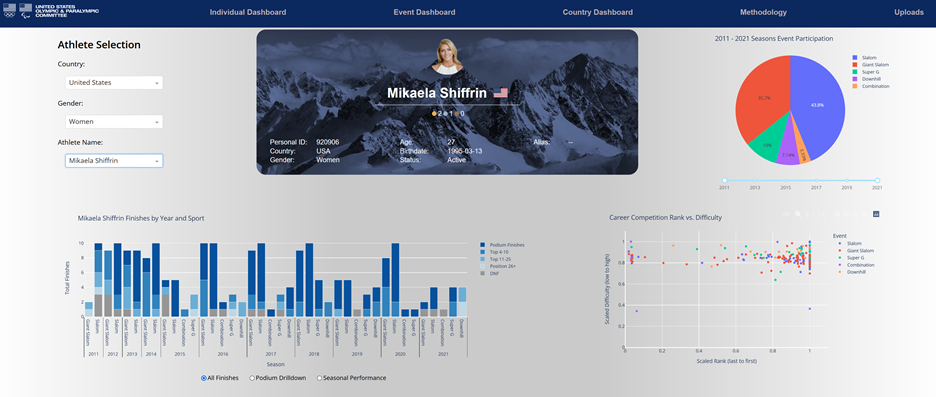 UNITED STATES
OLYMPIC & PARALYMPIC
COMMITTEE
Individual Dashboard
Event Dashboard
Country Dashboard
Methodology
Uploads
Athlete Selection
Country:
United States
Gender:
Women
Athlete Name:
Mikaela Shiffrin
Mikaela Shiffrin
2 1 0
Personal ID: 920906 Age: 27 Alias: --
Country: USA Birthdate: 1995-03-13
Gender: Women Status: Active
2011 - 2021 Seasons Event Participation
43.8%
7.14%
Slalom
Giant Slalom
Super G
Downhill
Combination
2011 2013 2015 2017 2019 2021
Mikaela Shiffrin Finishes by Year and Sport
Total Finishes
10
8
6
4
2
0
Podium Finishes
Top 4-10
Top 11-25
Position 26+
DNF
Giant Slalom Slalom Giant Slalom Slalom Giant Slalom Slalom Giant Slalom Slalom Giant Slalom Slalom Combination Super G Giant Slalom Slalom Combination Super G Downhill Giant Slalom Slalom Combination Super G Downhill Giant Slalom Slalom Super G Downhill Giant Slalom Slalom Combination Super G Downhill Giant Slalom Slalom Combination Super G Giant Slalom Slalom Combination Super G Downhill
2011 2012 2013 2014 2015 2016 2017 2018 2019 2020 2021
Season
All Finishes Podium Drilldown Seasonal Performance
Career Competition Rank vs. Difficulty
Scaled Difficulty (low to high)
1
0.8
0.6
0.4
0.2
0 0.2 0.4 0.6 0.8 1
Scaled Rank (last to first)
Event
Slalom
Giant Slalom
Super G
Combination
Downhill